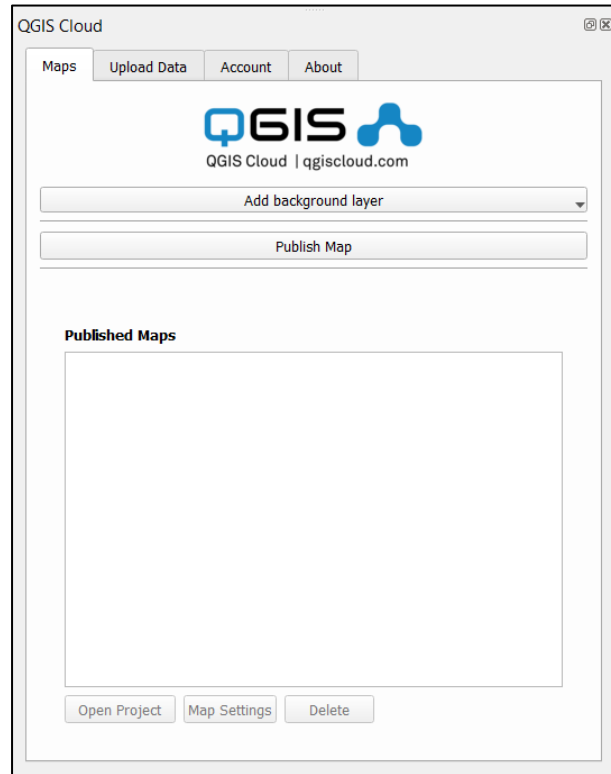 QGIS Cloud
Maps Upload Data Account About
QGIS
QGIS Cloud | qgiscloud.com
Add background layer
Publish Map
Published Maps
Open Project Map Settings Delete